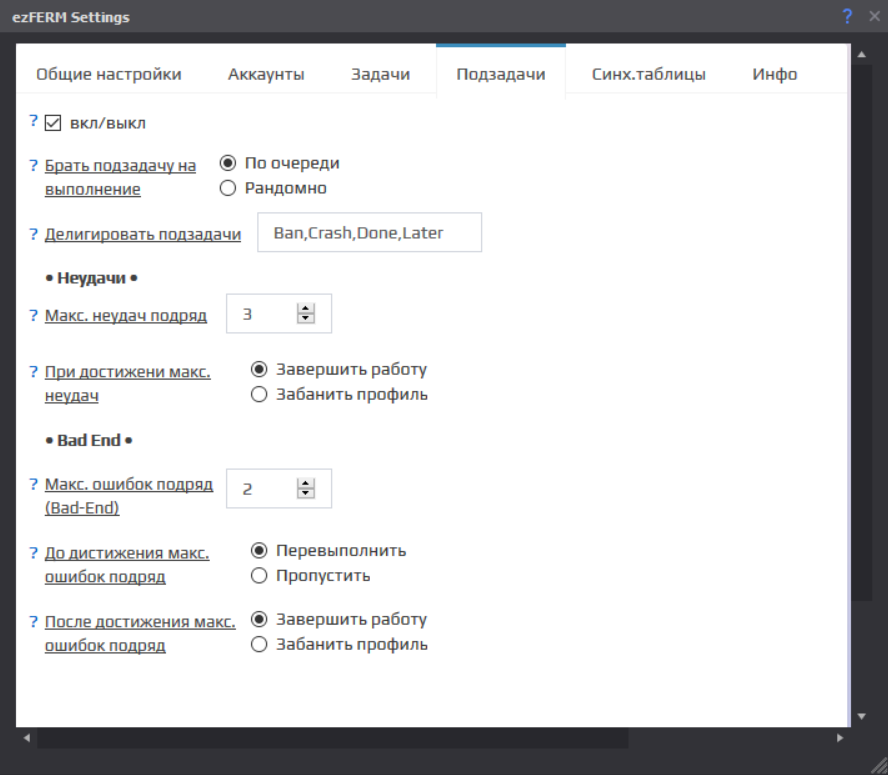 ezFERM Settings
?
Общие настройки Аккаунты Задачи Подзадачи Синх.таблицы Инфо
? вкл/выкл
? Брать подзадачу на
выполнение
По очереди
Рандомно
? Делигировать подзадачи Ban,Crash,Done,Later
• Неудачи •
? Макс. неудач подряд 3
? При достижени макс.
неудач
Завершить работу
Забанить профиль
• Bad End •
? Макс. ошибок подряд
(Bad-End)
2
? До дистижения макс.
ошибок подряд
Перевыполнить
Пропустить
? После достижения макс.
ошибок подряд
Завершить работу
Забанить профиль